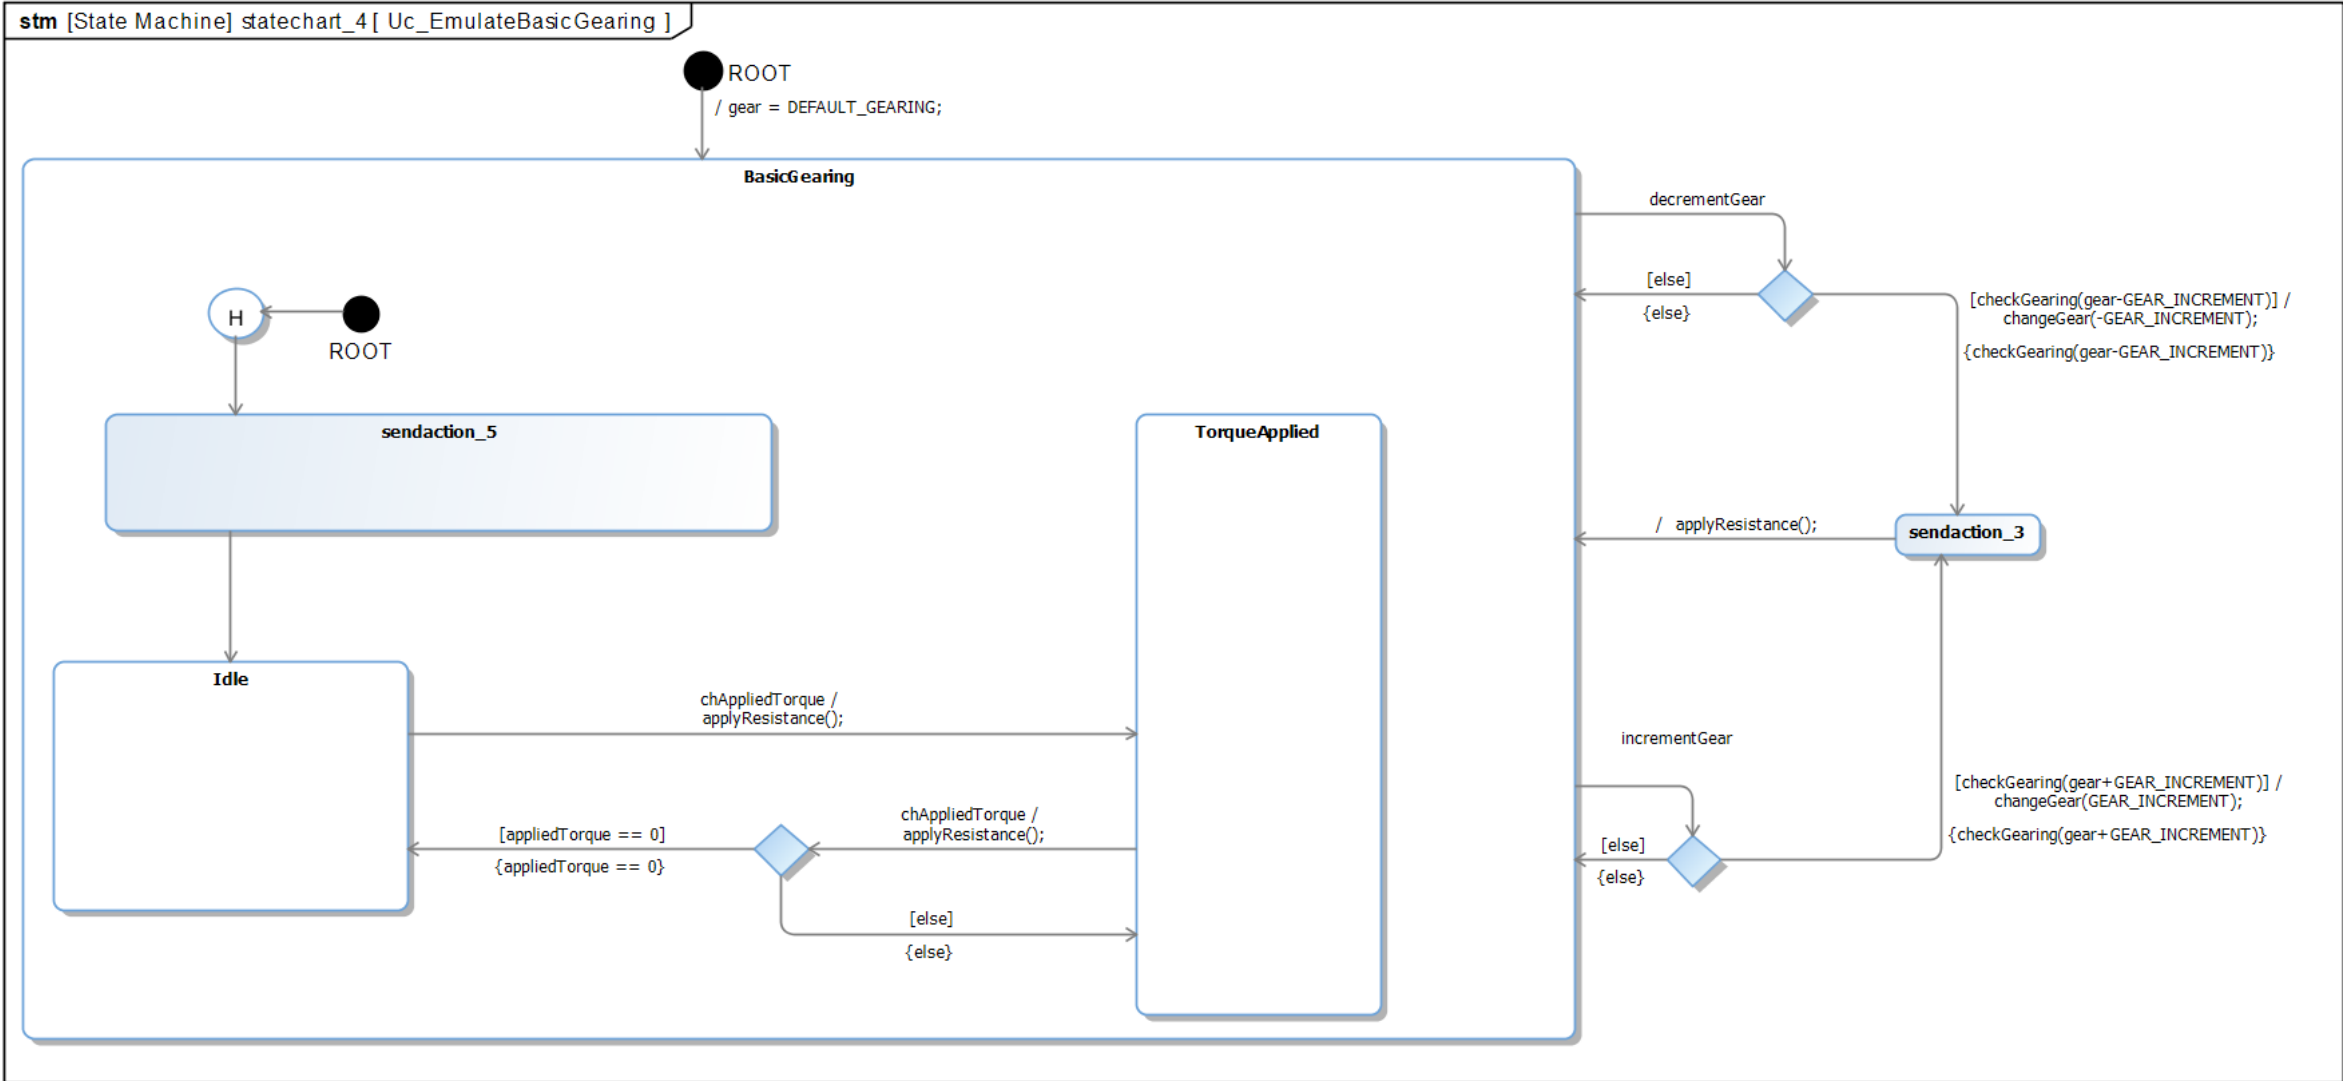 stm [State Machine] statechart_4 [ Uc_EmulateBasicGearing ]
ROOT
/ gear = DEFAULT_GEARING;
BasicGearing
decrementGear
[else]
{else}
[checkGearing(gear-GEAR_INCREMENT)] /
changeGear(-GEAR_INCREMENT);
{checkGearing(gear-GEAR_INCREMENT)}
H
ROOT
sendaction_5
TorqueApplied
/ applyResistance();
sendaction_3
Idle
chAppliedTorque /
applyResistance();
incrementGear
[checkGearing(gear+GEAR_INCREMENT)] /
changeGear(GEAR_INCREMENT);
{checkGearing(gear+GEAR_INCREMENT)}
chAppliedTorque /
applyResistance();
[appliedTorque == 0]
{appliedTorque == 0}
[else]
{else}
[else]
{else}